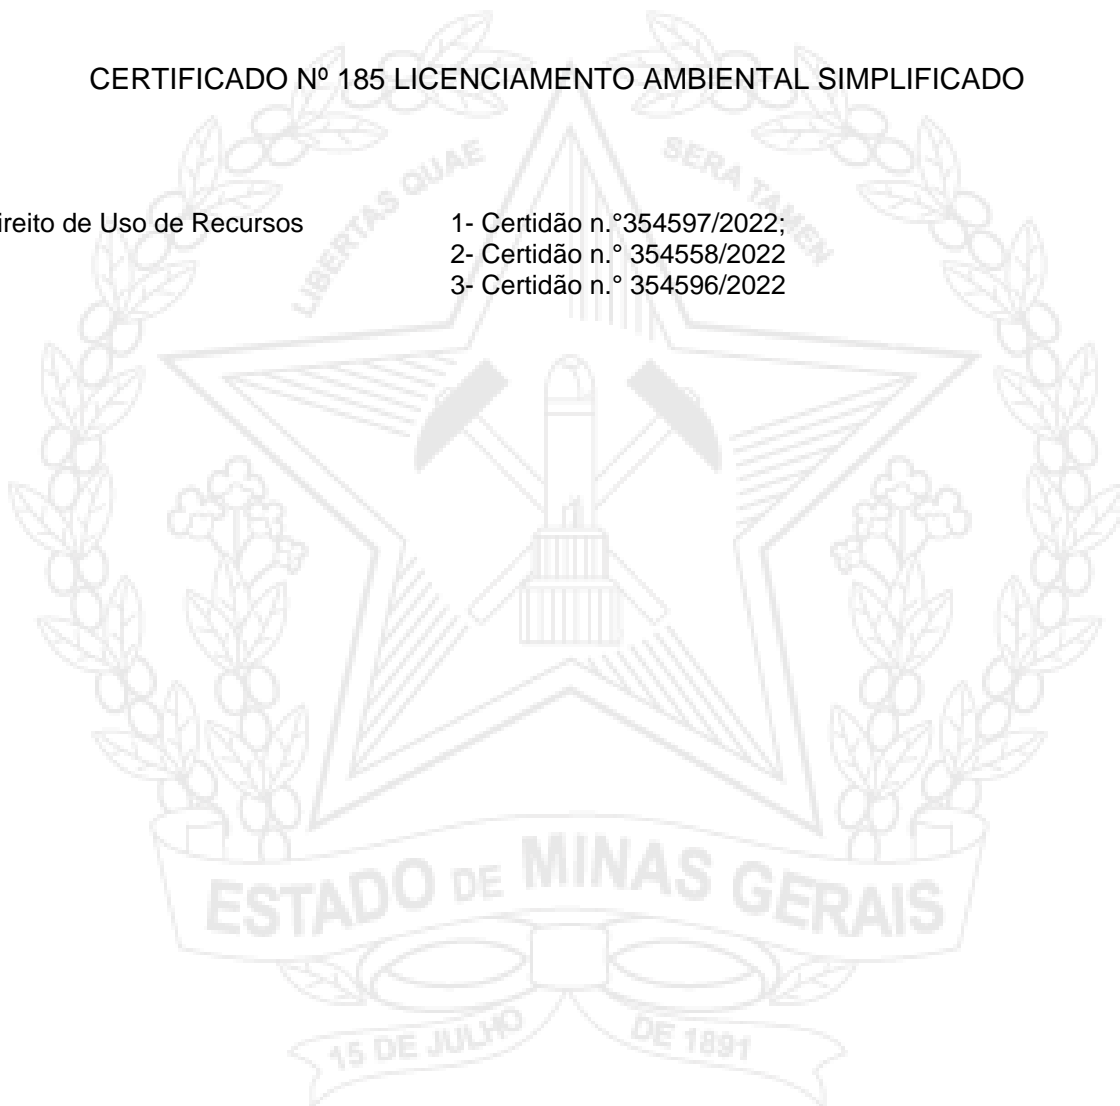 CERTIFICADO Nº 185 LICENCIAMENTO AMBIENTAL SIMPLIFICADO
LIBERTAS QUAE SERA TAMEN
ireito de Uso de Recursos
1- Certidão n.°354597/2022;
2- Certidão n.° 354558/2022
3- Certidão n.° 354596/2022
ESTADO DE MINAS GERAIS
15 DE JULHO DE 1891